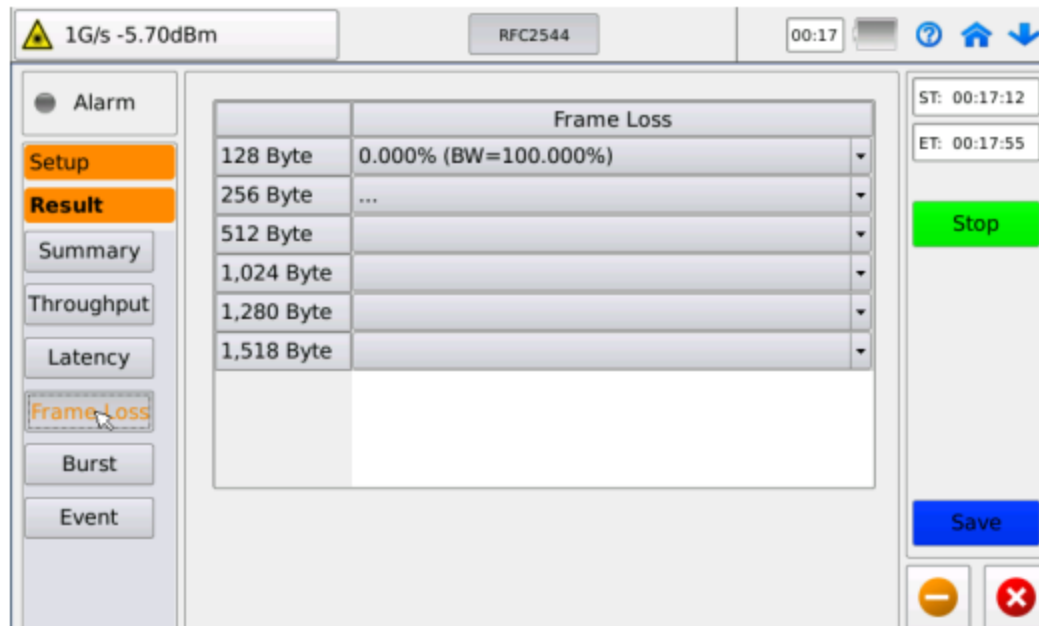 1G/s -5.70dBm
RFC2544
00:17
Alarm
Setup
Result
Summary
Throughput
Latency
Frame Loss
Burst
Event
Frame Loss
128 Byte 0.000% (BW=100.000%)
256 Byte ...
512 Byte
1,024 Byte
1,280 Byte
1,518 Byte
ST: 00:17:12
ET: 00:17:55
Stop
Save